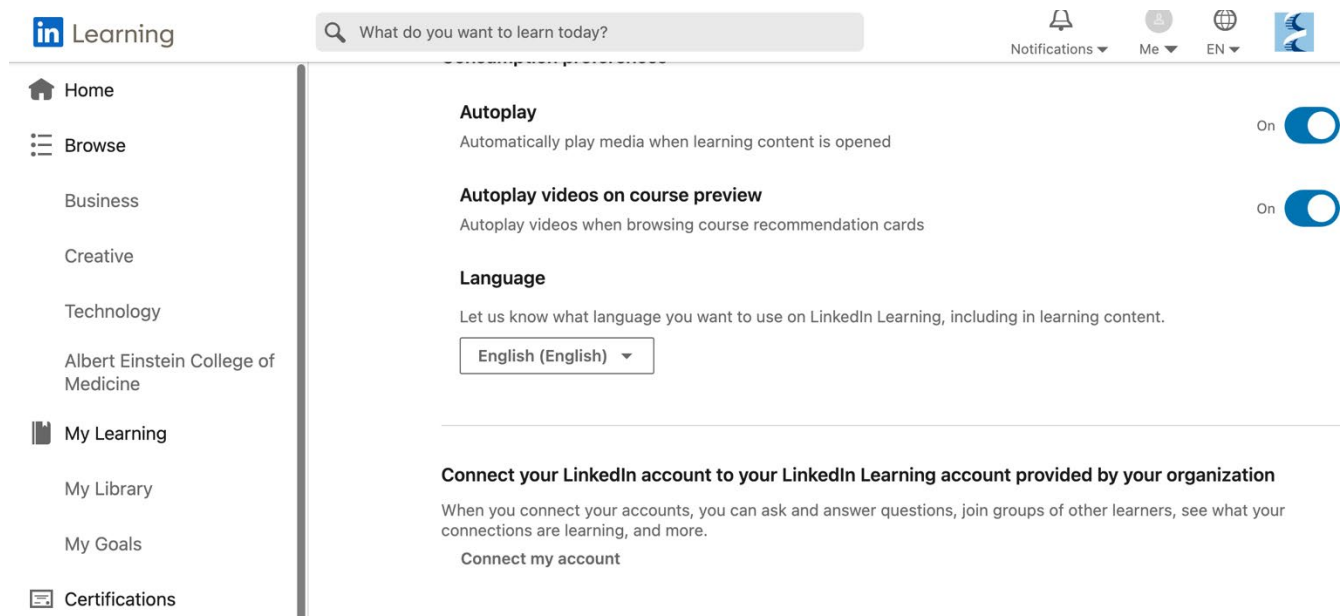 in Learning
What do you want to learn today?
Notifications
Me
EN
Home
Browse
Business
Creative
Technology
Albert Einstein College of
Medicine
My Learning
My Library
My Goals
Certifications
Consumption preferences
Autoplay
Automatically play media when learning content is opened
On
Autoplay videos on course preview
Autoplay videos when browsing course recommendation cards
On
Language
Let us know what language you want to use on LinkedIn Learning, including in learning content.
English (English)
Connect your LinkedIn account to your LinkedIn Learning account provided by your organization
When you connect your accounts, you can ask and answer questions, join groups of other learners, see what your
connections are learning, and more.
Connect my account